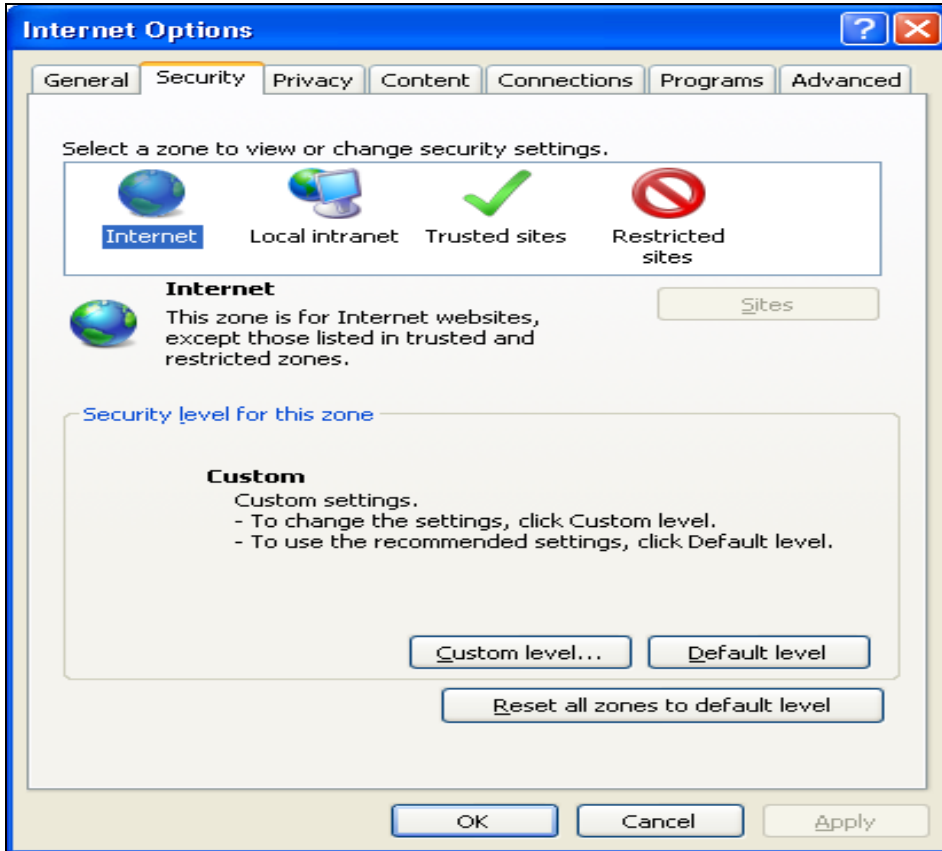 Internet Options
General Security Privacy Content Connections Programs Advanced
Select a zone to view or change security settings.
Internet Local intranet Trusted sites Restricted
sites
Internet
Sites
This zone is for Internet websites,
except those listed in trusted and
restricted zones.
Security level for this zone
Custom
Custom settings.
- To change the settings, click Custom level.
- To use the recommended settings, click Default level.
Custom level... Default level
Reset all zones to default level
OK Cancel Apply